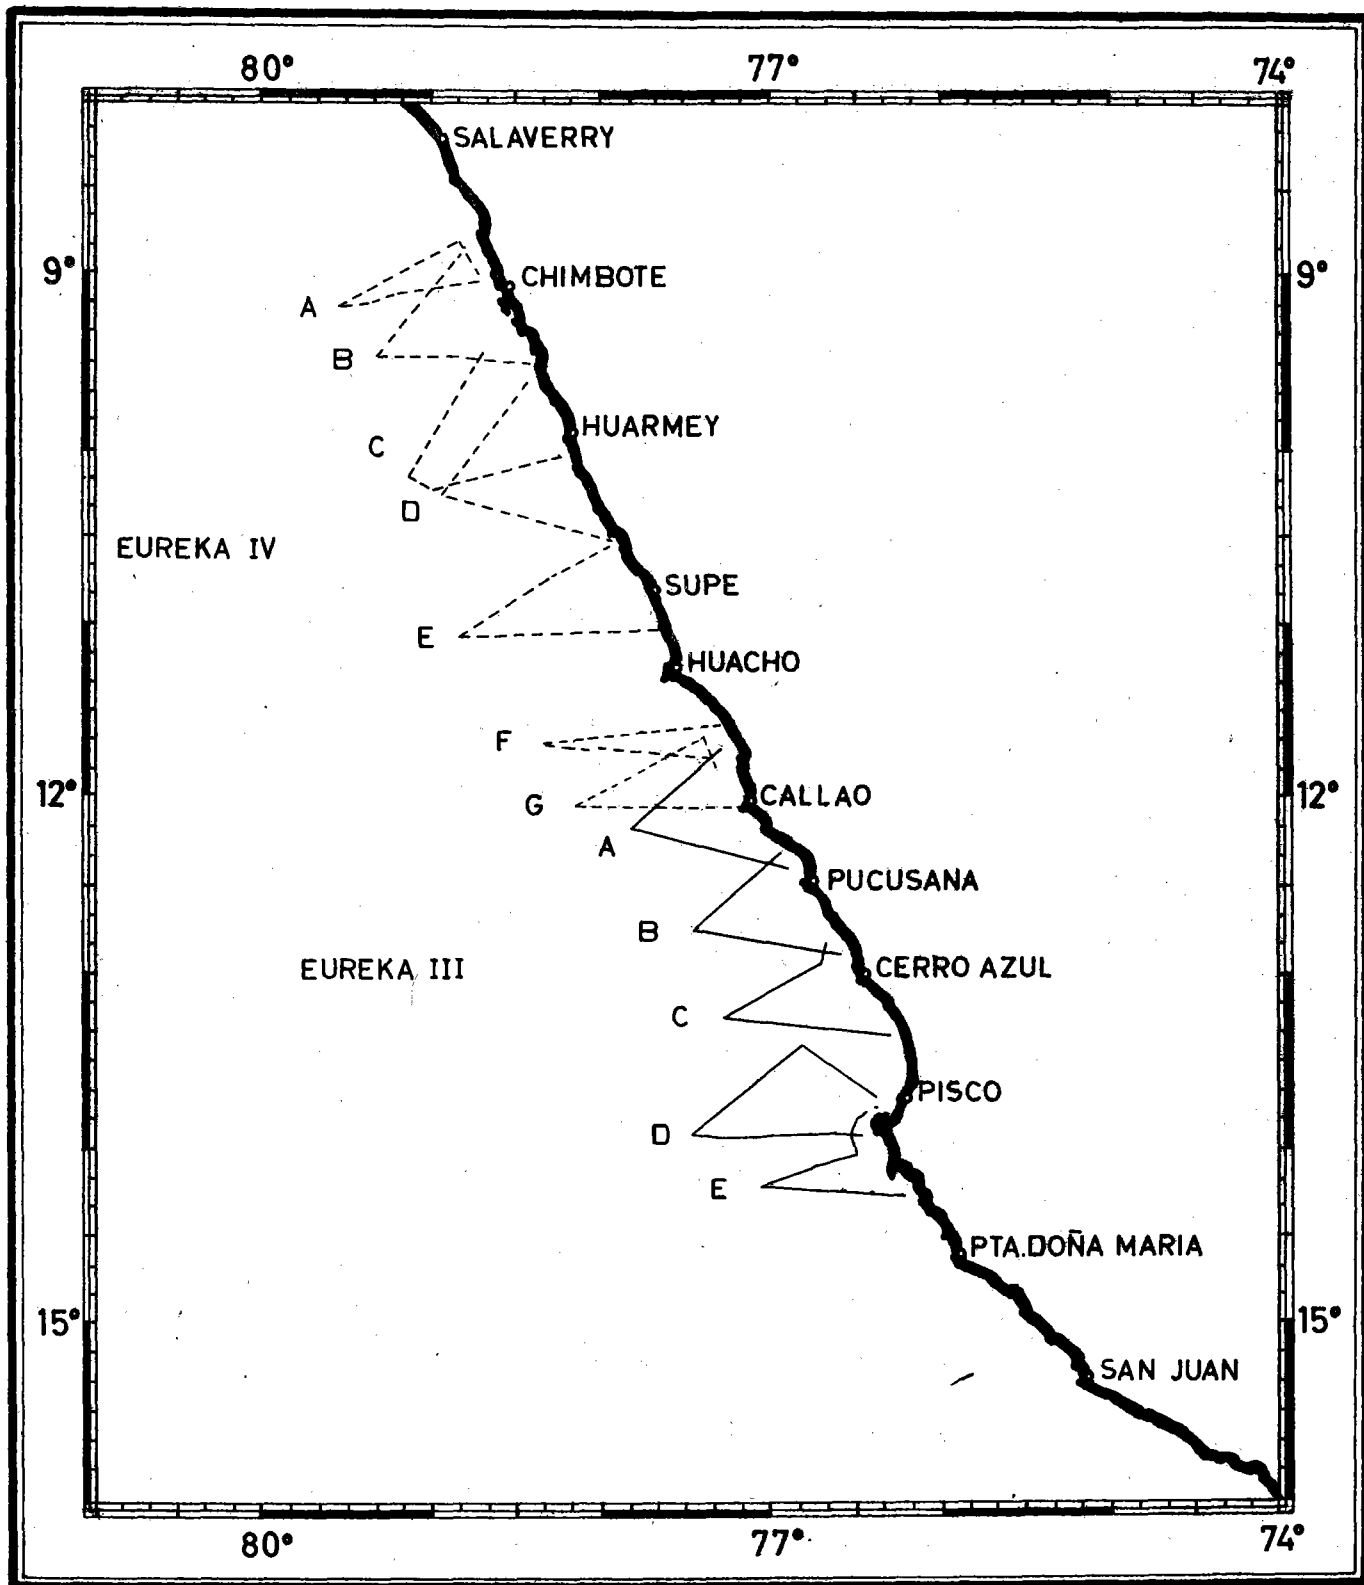 80° 77° 74°
SALAVERRY
9° CHIMBOTE 9°
A
B
HUARMEY
C
D
EUREKA IV
SUPE
E
HUACHO
F
12° CALLAO 12°
G
A
PUCUSANA
B
EUREKA III CERRO AZUL
C
PISCO
D
E
PTA.DOÑA MARIA
15° 15°
SAN JUAN
80° 77° 74°